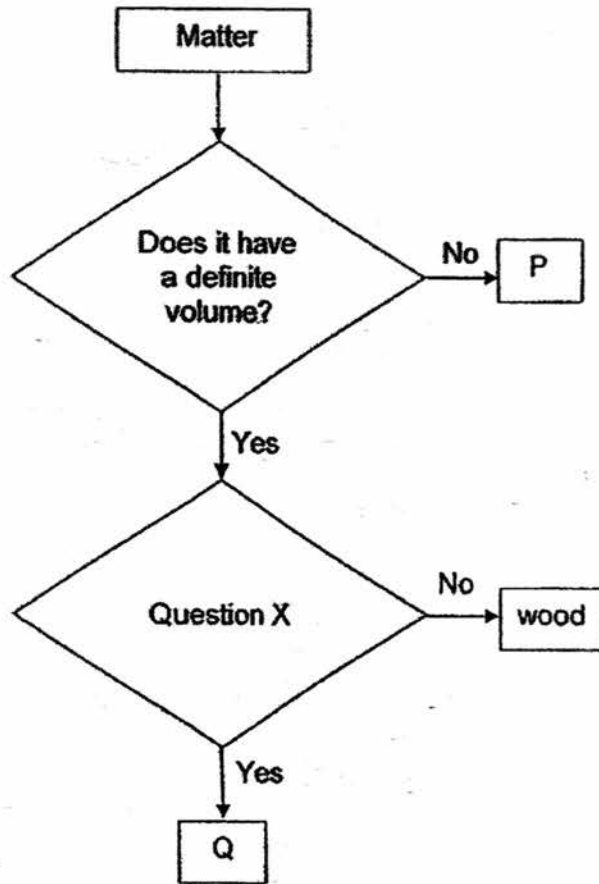 Matter
Does it have
a definite
volume?
No
P
Yes
Question X
No
wood
Yes
Q